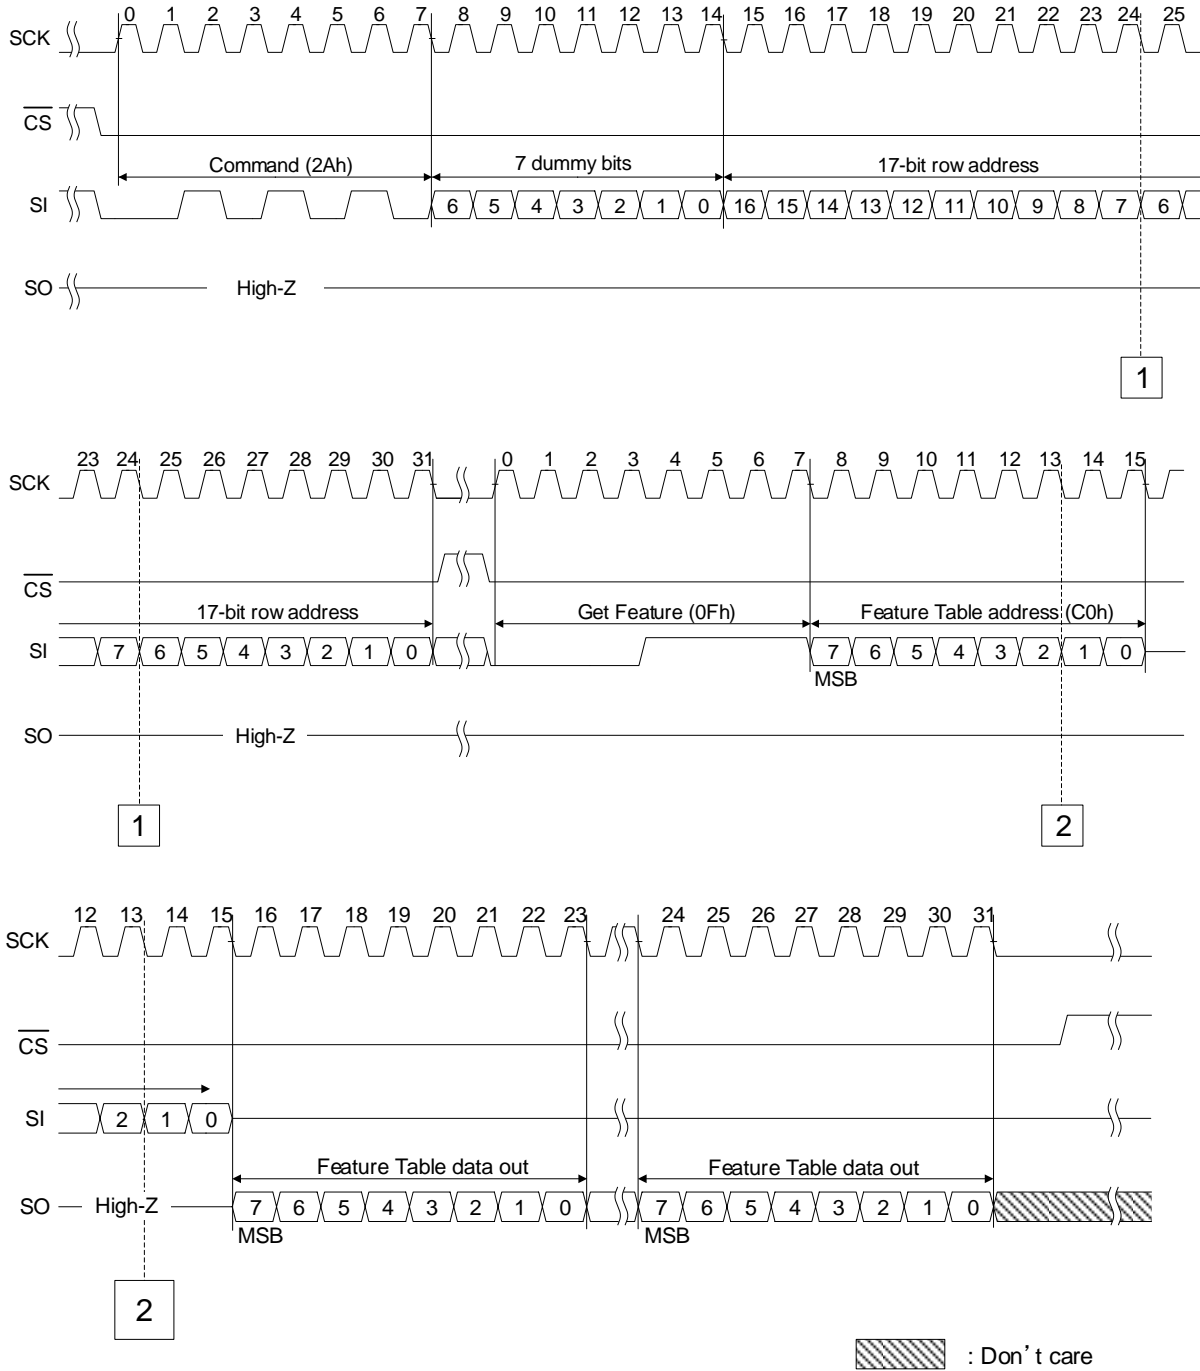 0 1 2 3 4 5 6 7 8 9 10 11 12 13 14 15 16 17 18 19 20 21 22 23 24 25
SCK
CS
Command (2Ah) 7 dummy bits 17-bit row address
SI 6 5 4 3 2 1 0 16 15 14 13 12 11 10 9 8 7 6
SO High-Z
1
23 24 25 26 27 28 29 30 31 0 1 2 3 4 5 6 7 8 9 10 11 12 13 14 15
SCK
CS
17-bit row address Get Feature (0Fh) Feature Table address (C0h)
SI 7 6 5 4 3 2 1 0 7 6 5 4 3 2 1 0
MSB
SO High-Z
1 2
12 13 14 15 16 17 18 19 20 21 22 23 24 25 26 27 28 29 30 31
SCK
CS
SI 2 1 0
Feature Table data out Feature Table data out
SO High-Z 7 6 5 4 3 2 1 0 7 6 5 4 3 2 1 0
MSB MSB
2
: Don't care